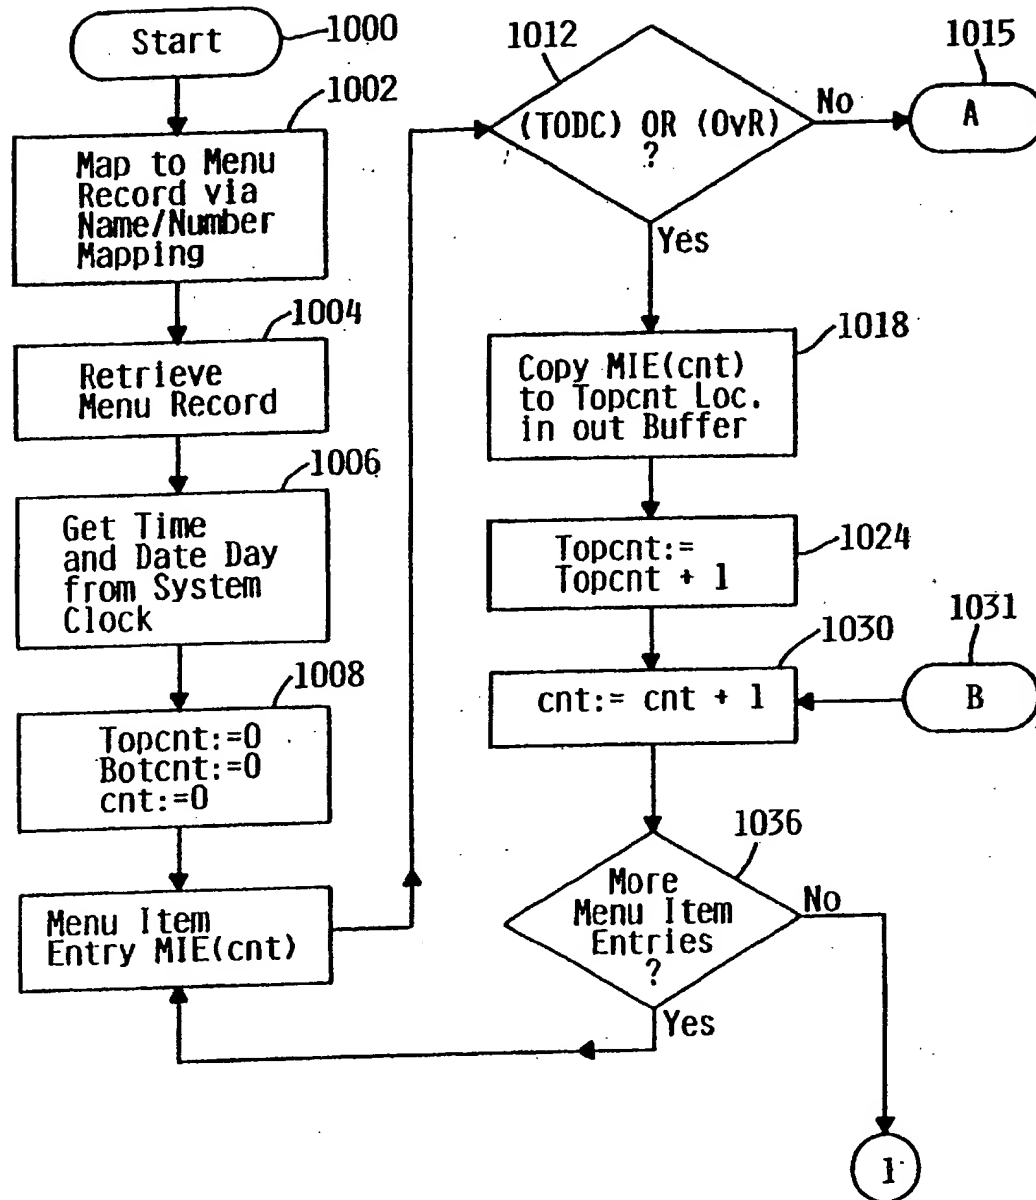 Start
1000
1002
Map to Menu
Record via
Name/Number
Mapping
1004
Retrieve
Menu Record
1006
Get Time
and Date Day
from System
Clock
1008
Topcnt:=0
Botcnt:=0
cnt:=0
Menu Item
Entry MIE(cnt)
1012
(TODC) OR (OvR)
?
No
1015
A
Yes
1018
Copy MIE(cnt)
to Topcnt Loc.
in out Buffer
1024
Topcnt:=
Topcnt + 1
1030
cnt:= cnt + 1
1031
B
1036
More
Menu Item
Entries
?
No
Yes
1